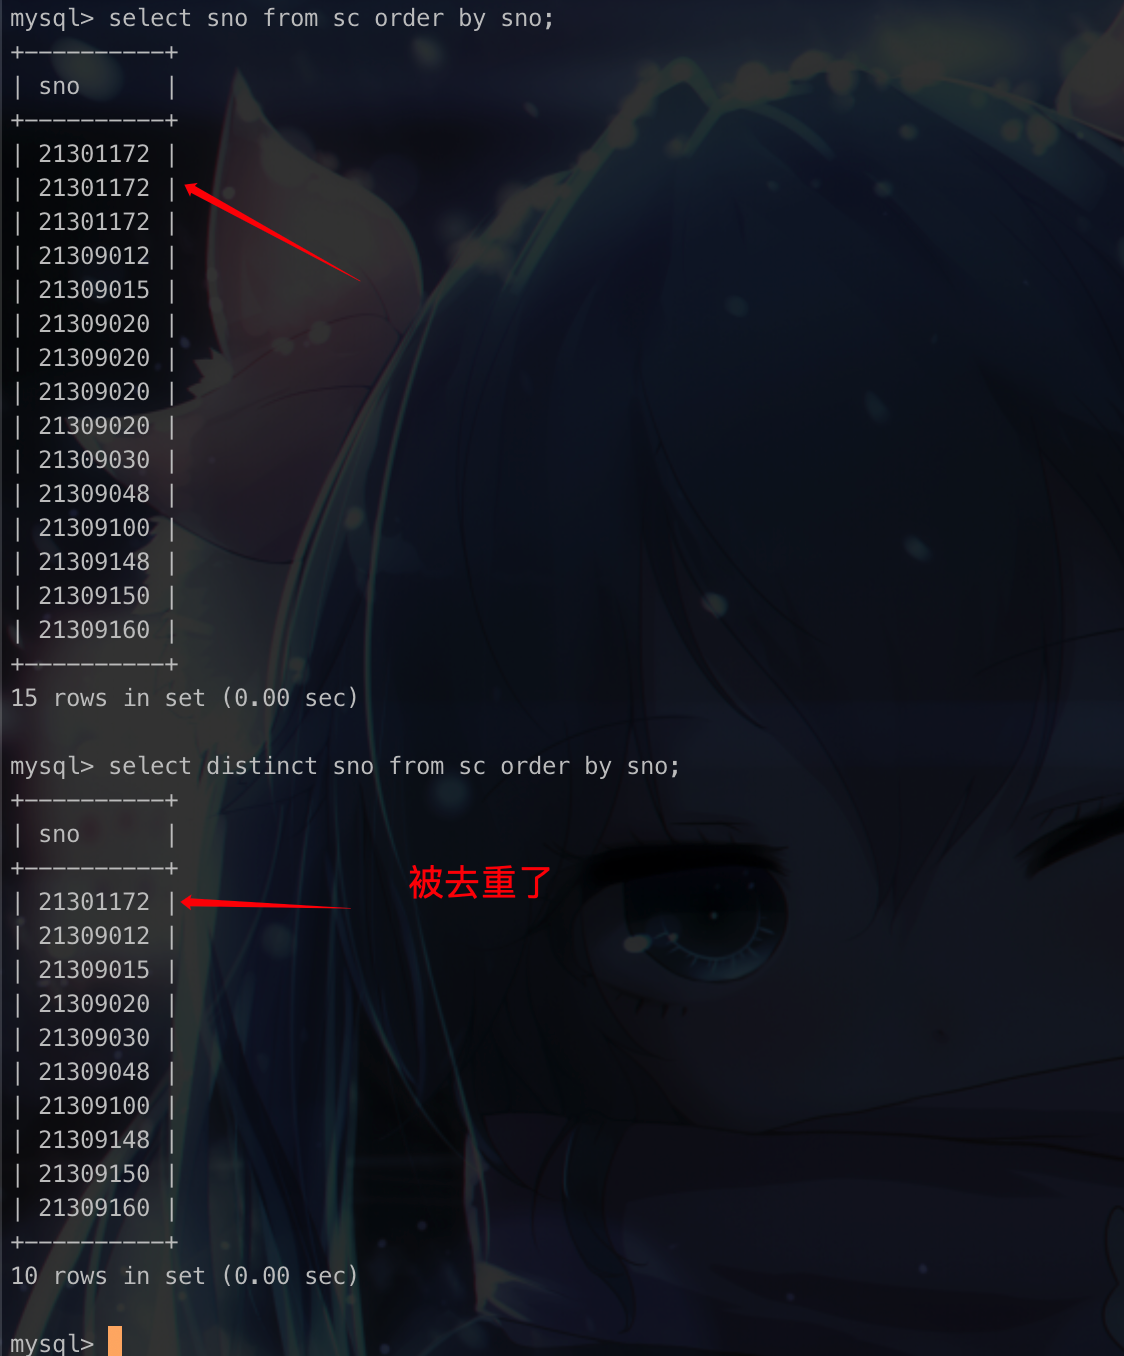 mysql> select sno from sc order by sno;
+----------+
| sno      |
+----------+
| 21301172 |
| 21301172 |
| 21301172 |
| 21309012 |
| 21309015 |
| 21309020 |
| 21309020 |
| 21309020 |
| 21309020 |
| 21309030 |
| 21309048 |
| 21309100 |
| 21309148 |
| 21309150 |
| 21309160 |
+----------+
15 rows in set (0.00 sec)
mysql> select distinct sno from sc order by sno;
+----------+
| sno      |
+----------+
被去重了
| 21301172 |
| 21309012 |
| 21309015 |
| 21309020 |
| 21309030 |
| 21309048 |
| 21309100 |
| 21309148 |
| 21309150 |
| 21309160 |
+----------+
10 rows in set (0.00 sec)
mysql>